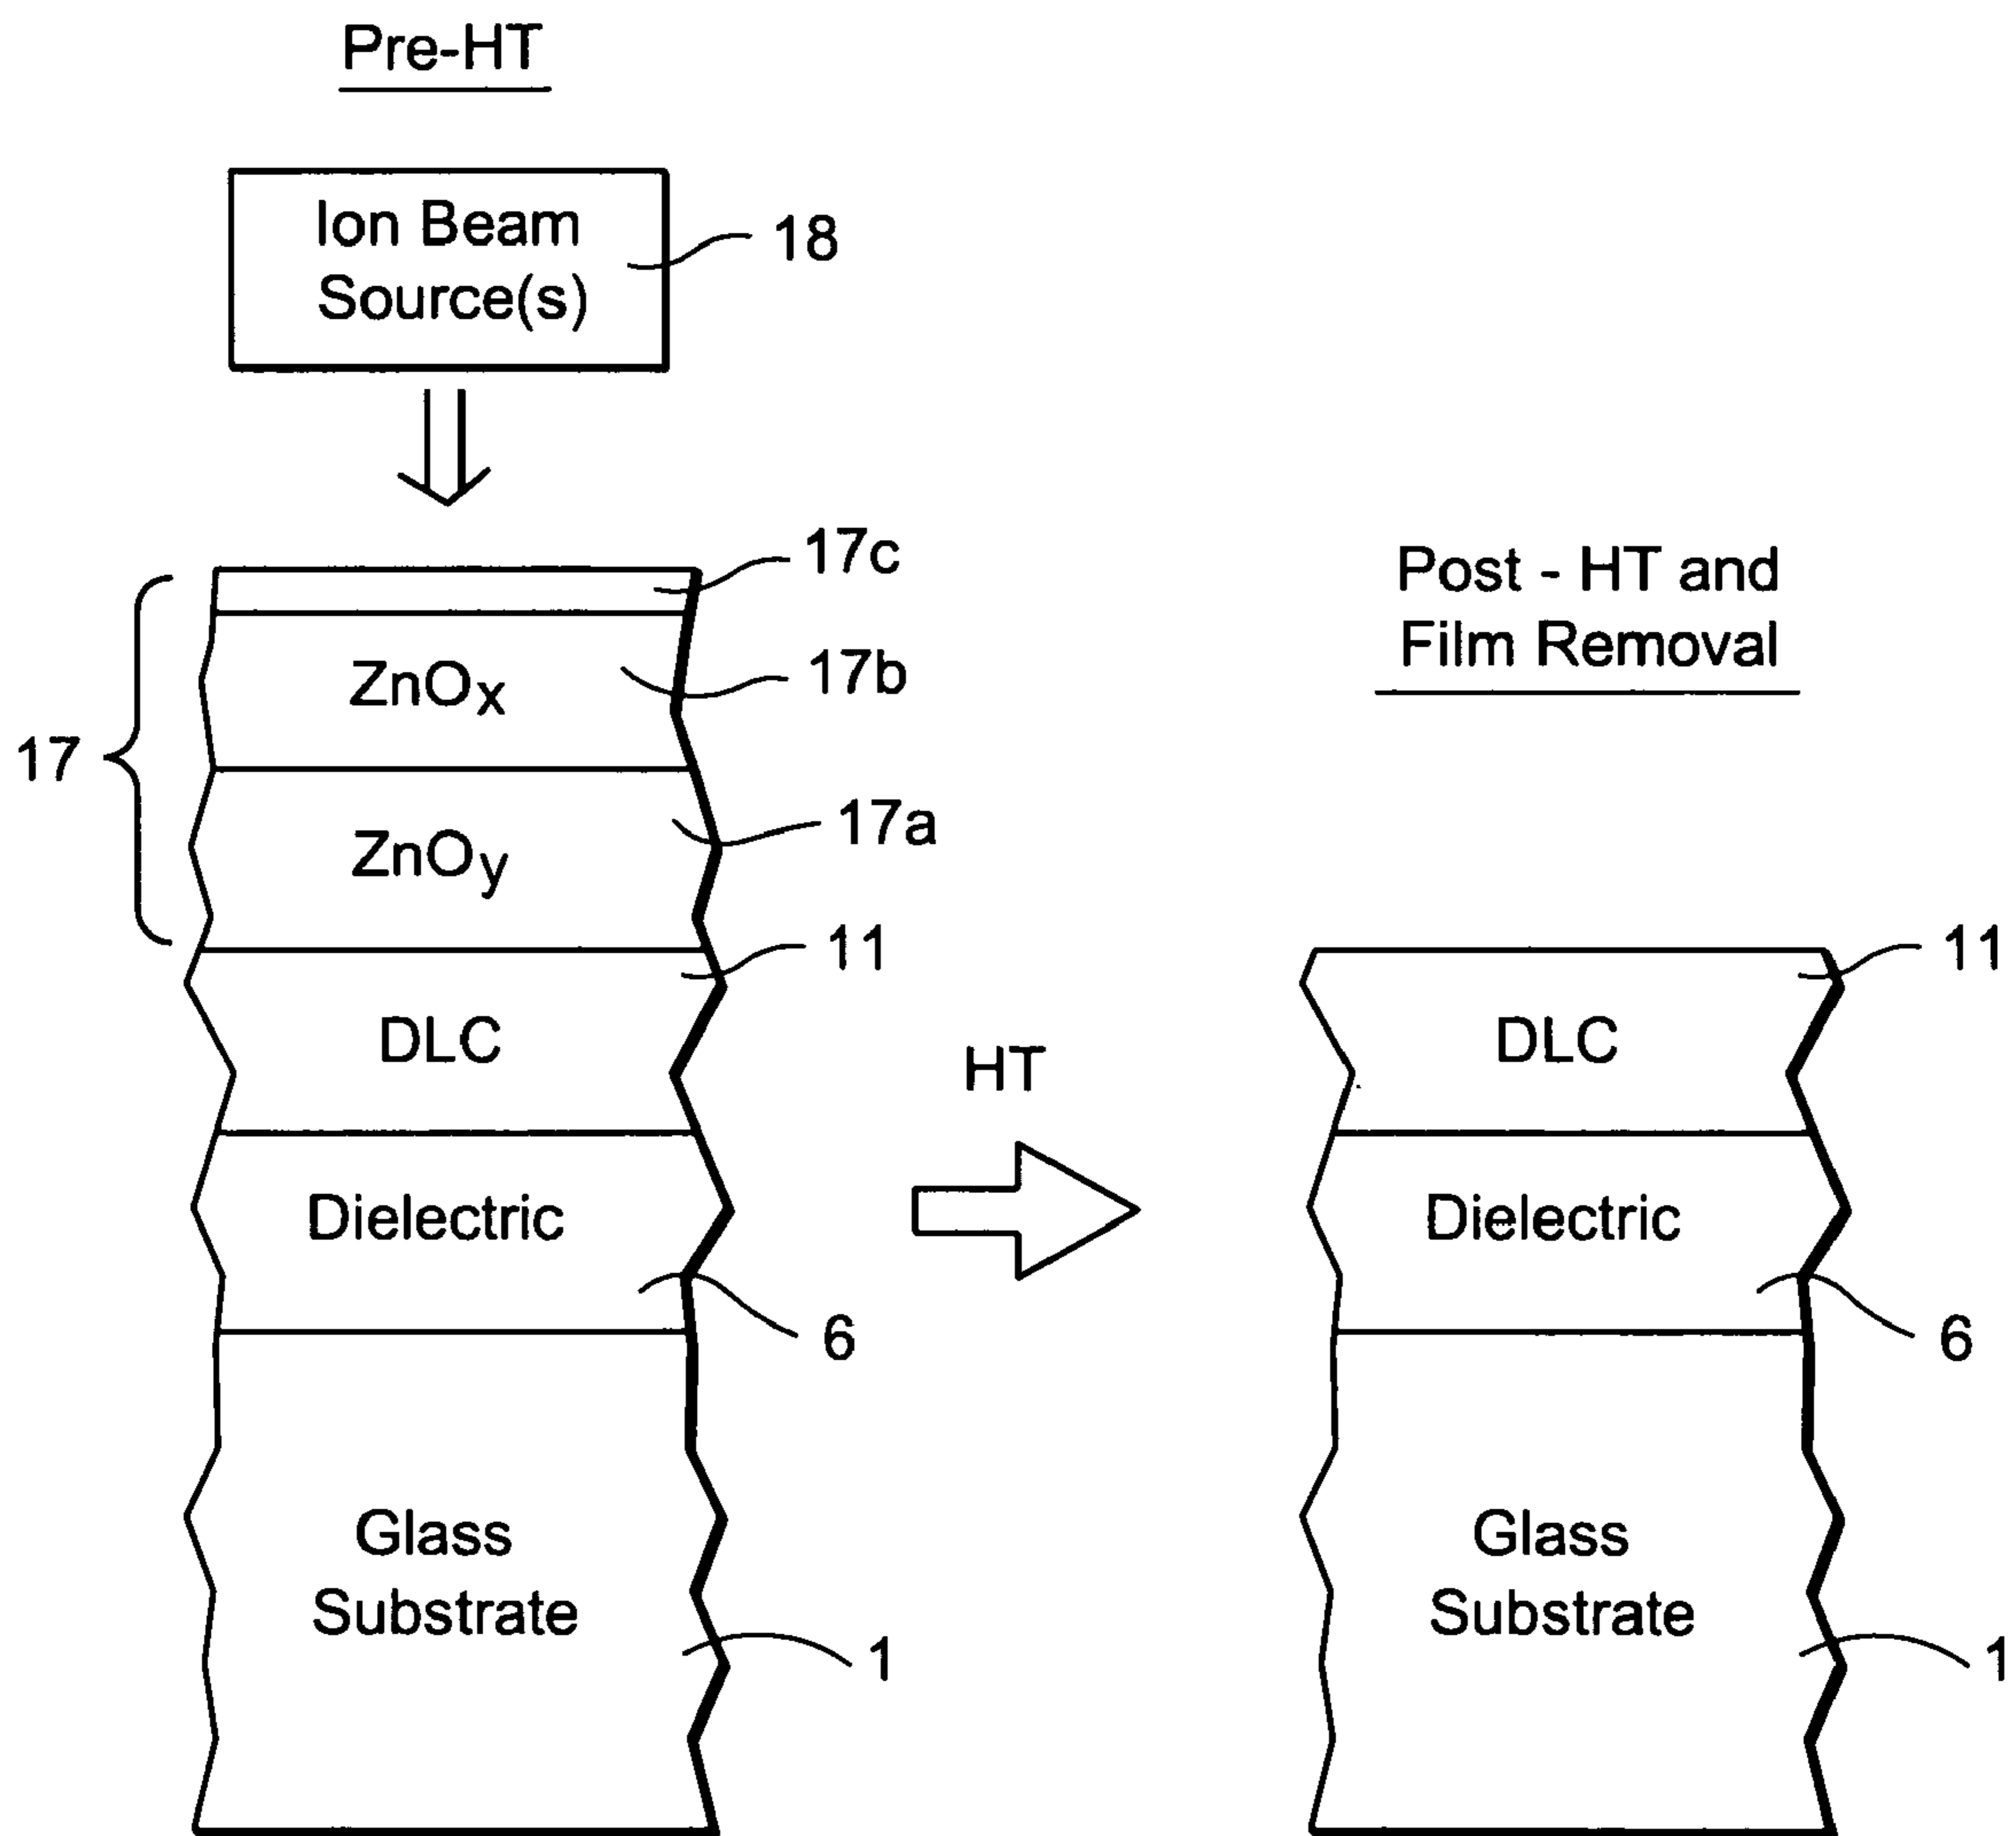 Pre-HT
Ion Beam
Source(s)
18
17c
17b
ZnOx
17
17a
ZnOy
11
DLC
Dielectric
6
Glass
Substrate
1
HT
Post - HT and
Film Removal
11
DLC
Dielectric
6
Glass
Substrate
1